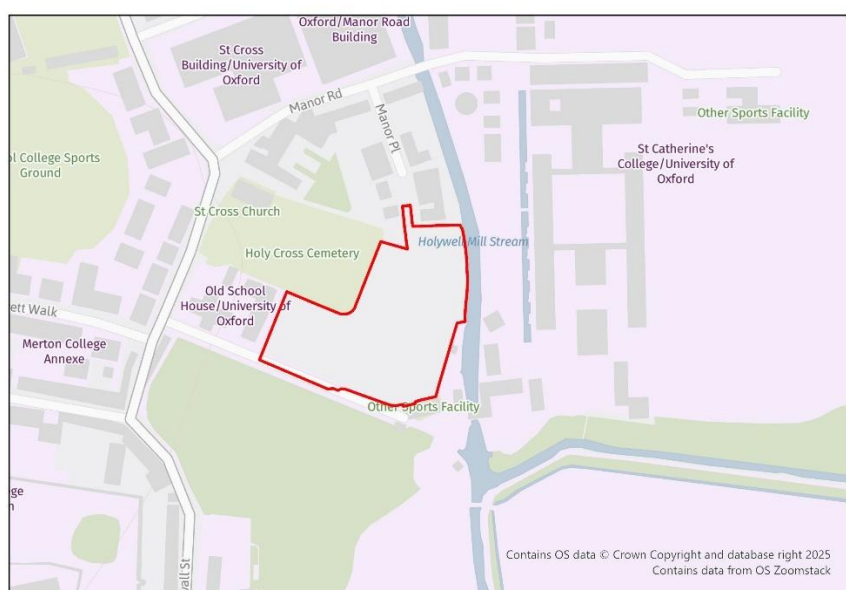 Oxford/Manor Road
Building
St Cross
Building/University of
Oxford
Manor Rd
Manor Pl
Other Sports Facility
St Catherine's
College/University of
Oxford
ol College Sports
Ground
St Cross Church
Holywell Mill Stream
Holy Cross Cemetery
Old School
House/University of
Oxford
ett Walk
Merton College
Annexe
Other Sports Facility
ge
wall St
Contains OS data © Crown Copyright and database right 2025
Contains data from OS Zoomstack